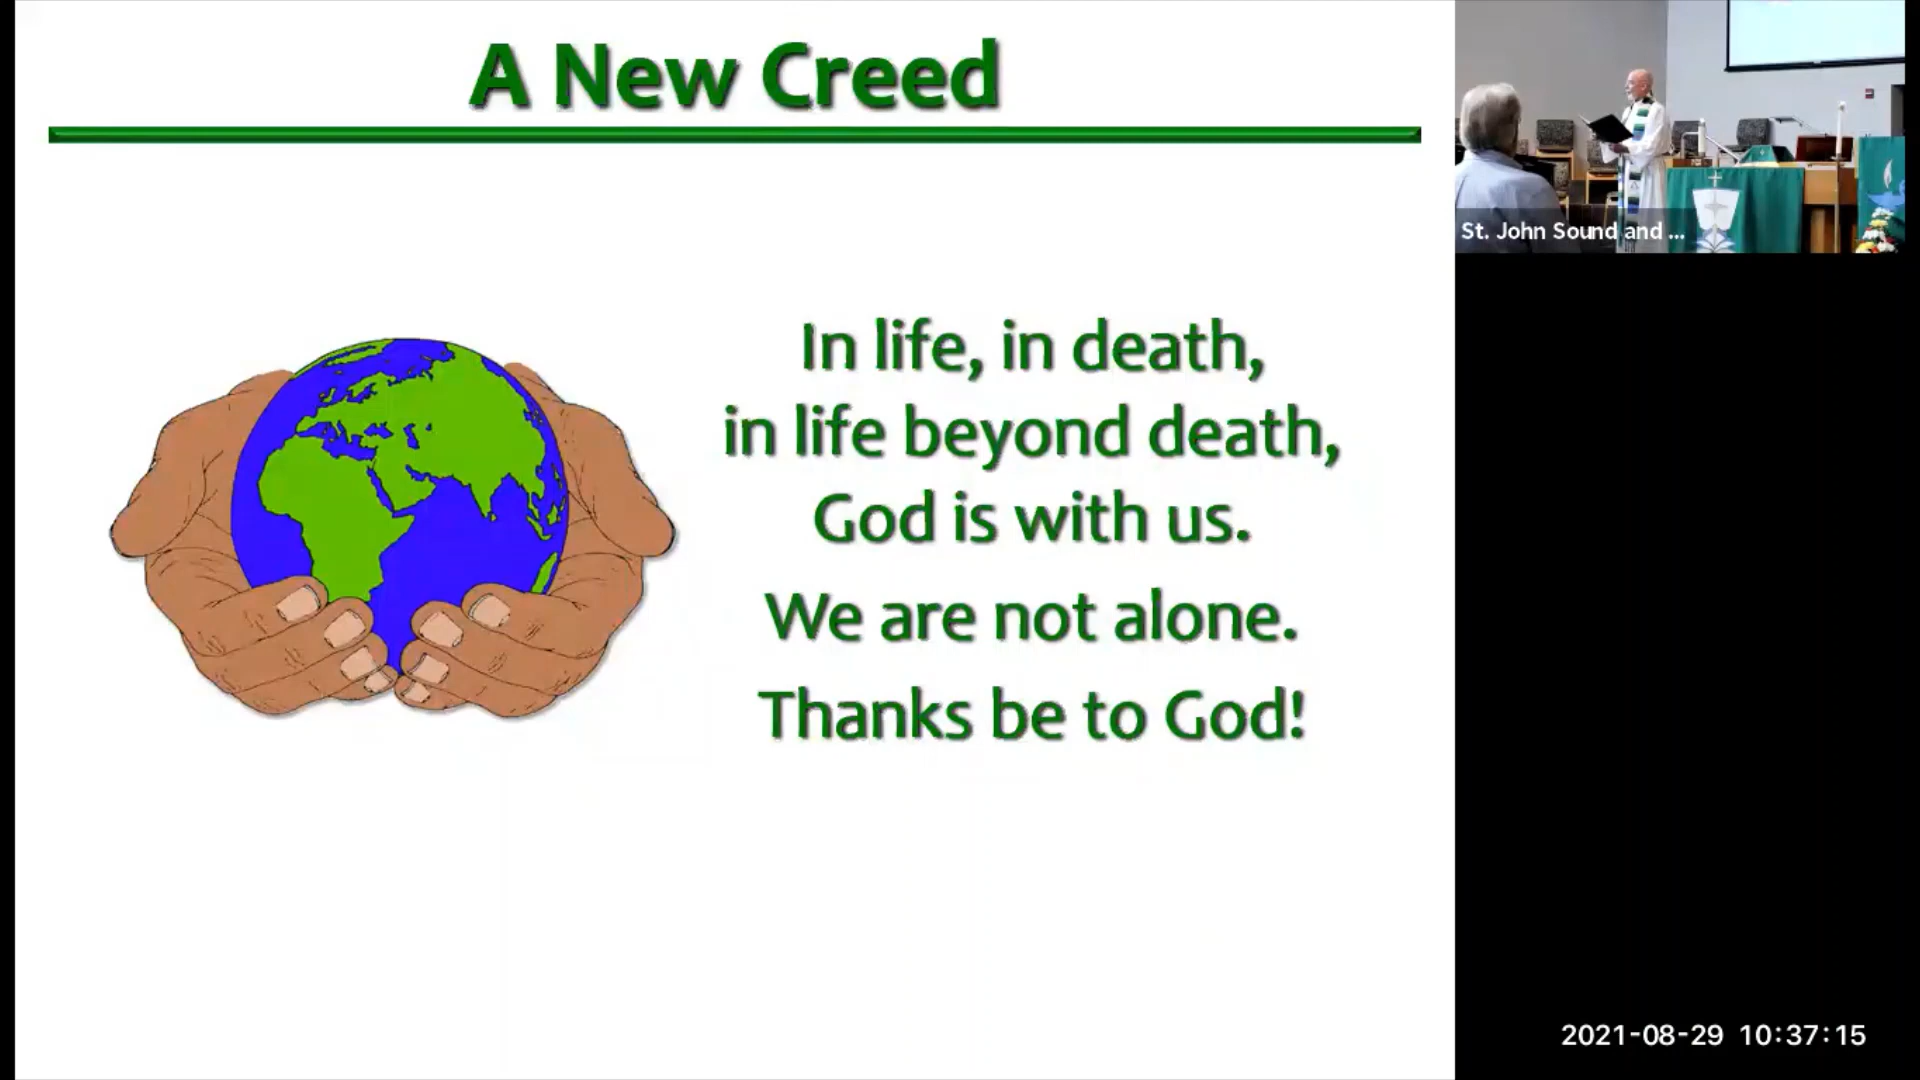 A New Creed
In life, in death,
in life beyond death,
God is with us.
We are not alone.
Thanks be to God!
St. John Sound and ...
2021-08-29 10:37:15